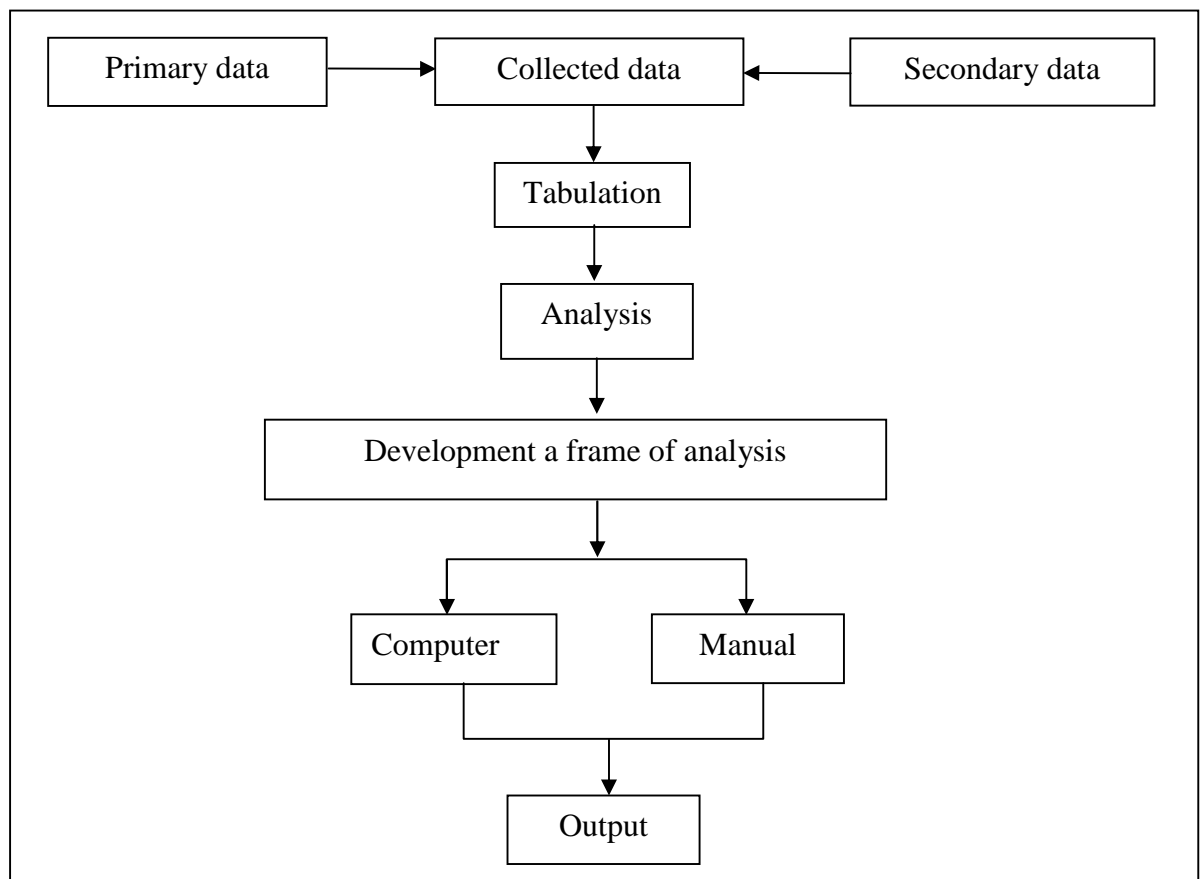 Primary data
Collected data
Secondary data
Tabulation
Analysis
Development a frame of analysis
Computer
Manual
Output